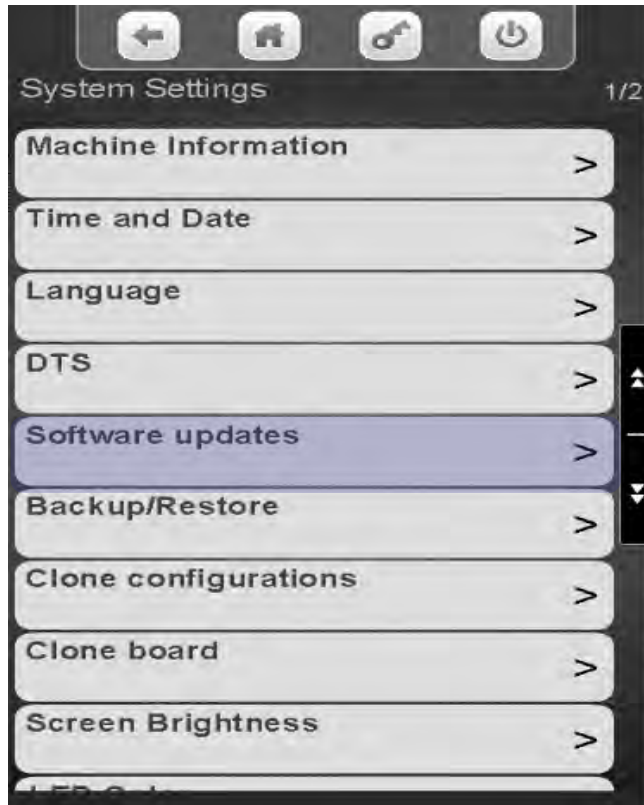 System Settings
1/2
Machine Information
>
Time and Date
>
Language
>
DTS
>
Software updates
>
Backup/Restore
>
Clone configurations
>
Clone board
>
Screen Brightness
>